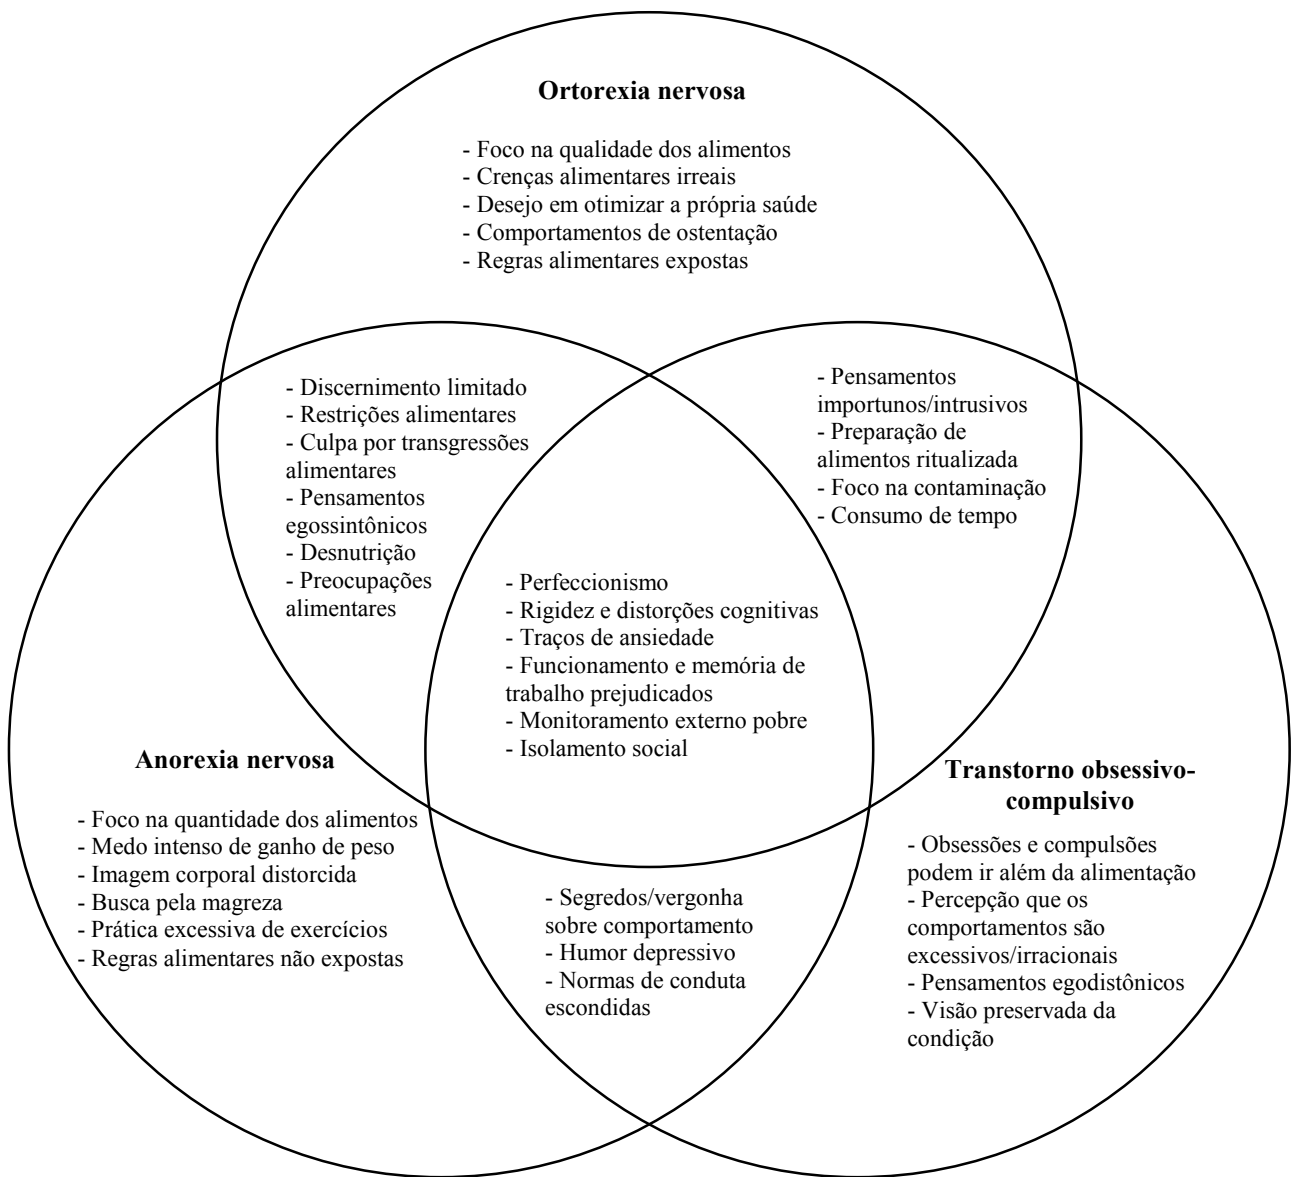 Ortorexia nervosa
- Foco na qualidade dos alimentos
- Crenças alimentares irreais
- Desejo em otimizar a própria saúde
- Comportamentos de ostentação
- Regras alimentares expostas
- Discernimento limitado
- Restrições alimentares
- Culpa por transgressões
alimentares
- Pensamentos
egossintônicos
- Desnutrição
- Preocupações
alimentares
- Pensamentos
importunos/intrusivos
- Preparação de
alimentos ritualizada
- Foco na contaminação
- Consumo de tempo
- Perfeccionismo
- Rigidez e distorções cognitivas
- Traços de ansiedade
- Funcionamento e memória de
trabalho prejudicados
- Monitoramento externo pobre
- Isolamento social
Anorexia nervosa
- Foco na quantidade dos alimentos
- Medo intenso de ganho de peso
- Imagem corporal distorcida
- Busca pela magreza
- Prática excessiva de exercícios
- Regras alimentares não expostas
- Segredos/vergonha
sobre comportamento
- Humor depressivo
- Normas de conduta
escondidas
Transtorno obsessivo-
compulsivo
- Obsessões e compulsões
podem ir além da alimentação
- Percepção que os
comportamentos são
excessivos/irracionais
- Pensamentos egodistônicos
- Visão preservada da
condição